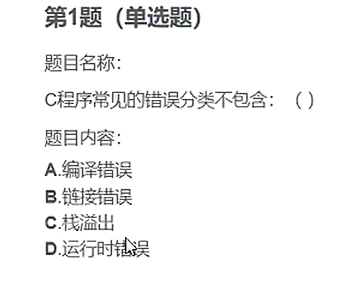 第1题（单选题）
题目名称：
C程序常见的错误分类不包含：（ ）
题目内容：
A.编译错误
B.链接错误
C.栈溢出
D.运行时错误